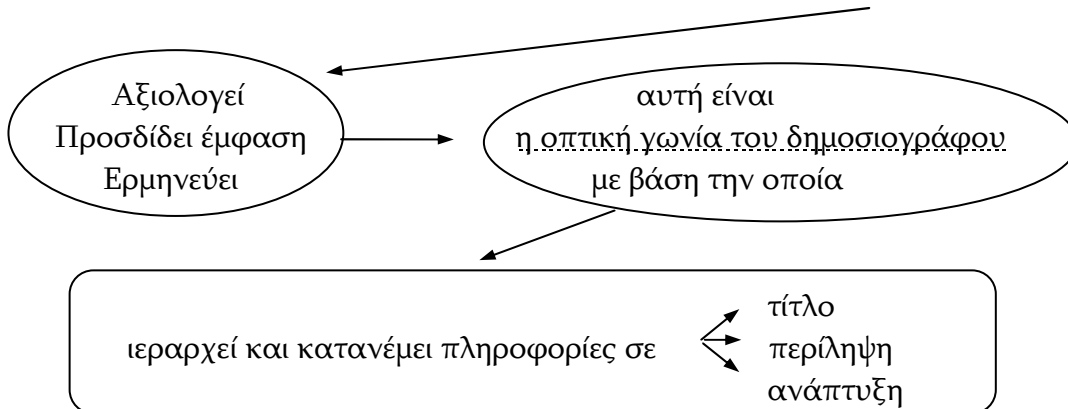 Αξιολογεί
Προσδίδει έμφαση
Ερμηνεύει
αυτή είναι
η οπτική γωνία του δημοσιογράφου
με βάση την οποία
ιεραρχεί και κατανέμει πληροφορίες σε
τίτλο
περίληψη
ανάπτυξη